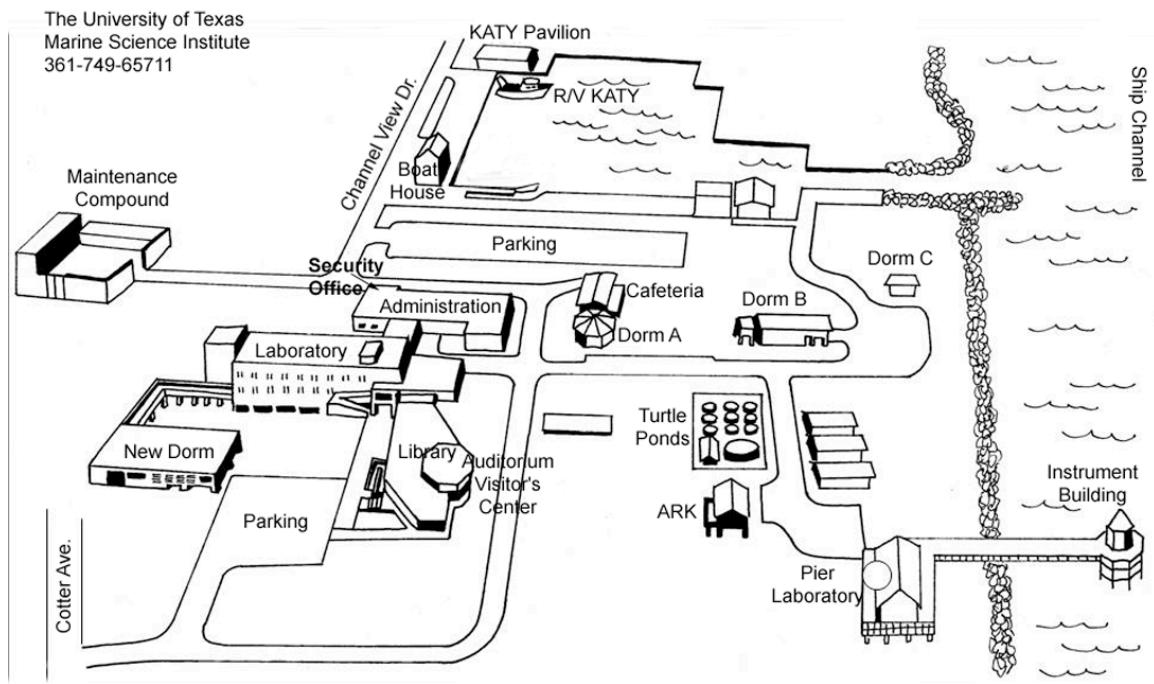 The University of Texas
Marine Science Institute
361-749-65711
KATY Pavilion
R/V KATY
Ship Channel
Channel View Dr.
Boat
House
Maintenance
Compound
Parking
Security
Office
Administration
Cafeteria
Dorm A
Dorm B
Dorm C
Laboratory
New Dorm
Library
Auditorium
Visitor's
Center
Turtle
Ponds
ARK
Instrument
Building
Parking
Pier
Laboratory
Cotter Ave.